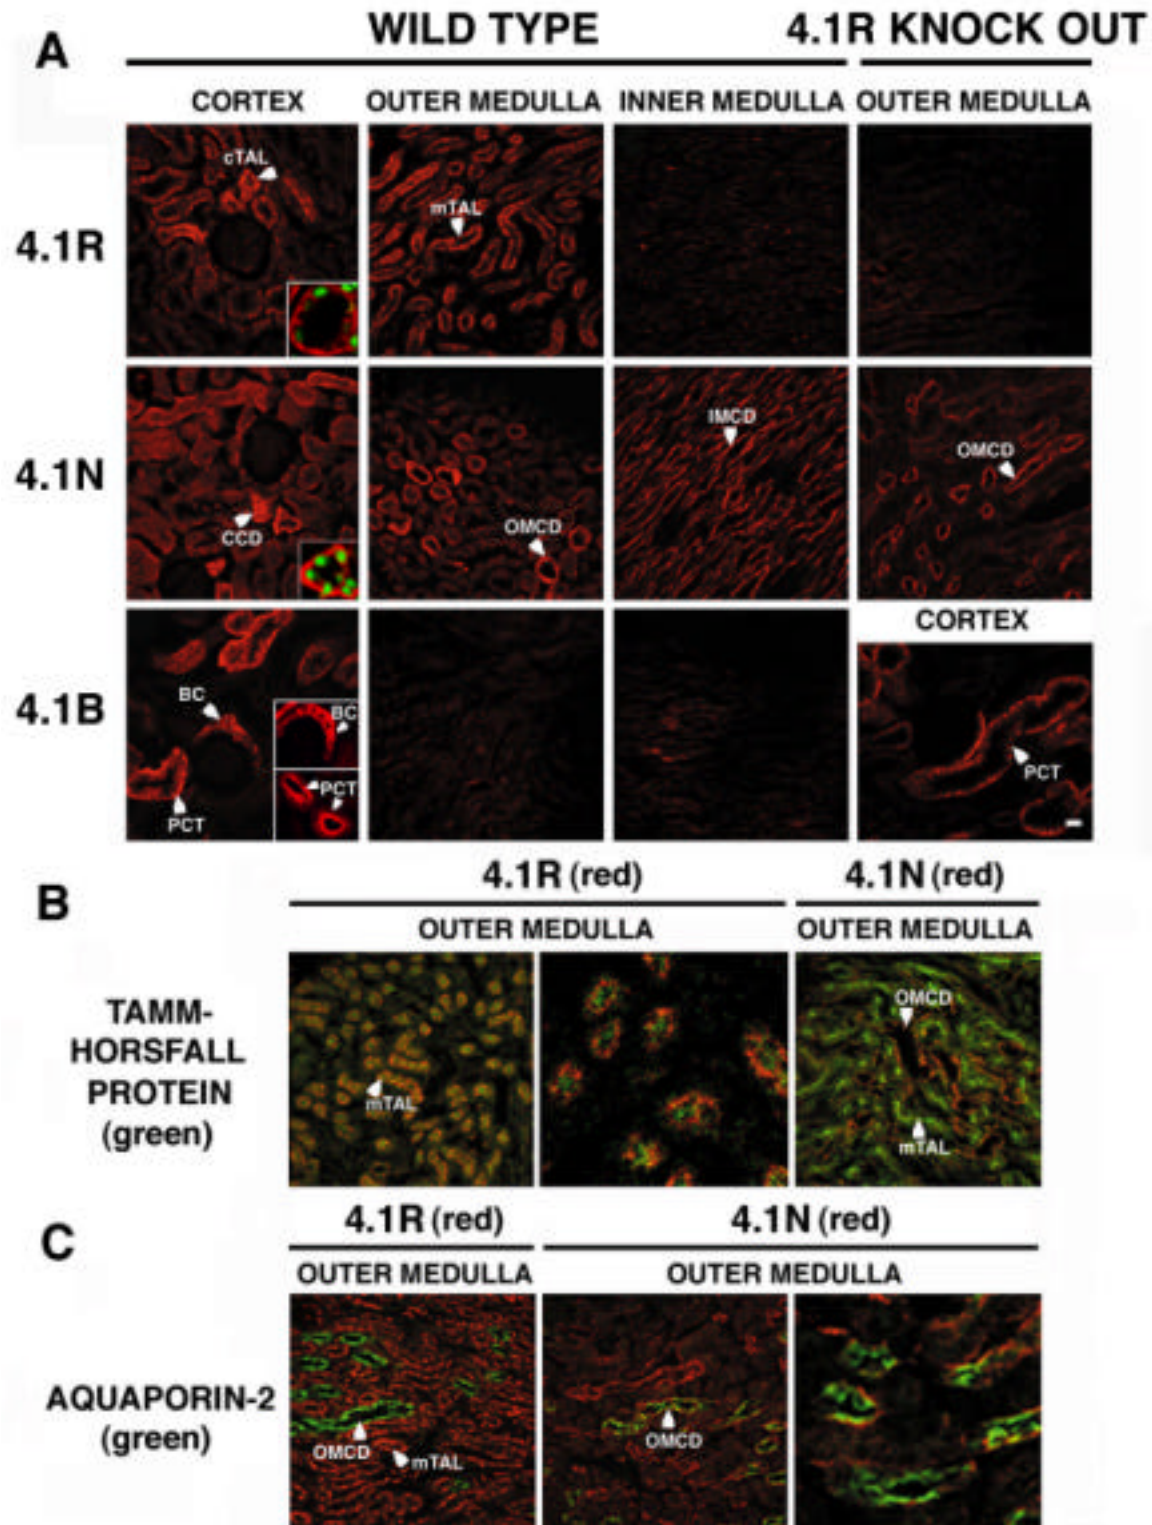 A
WILD TYPE
4.1R KNOCK OUT
CORTEX
OUTER MEDULLA
INNER MEDULLA
OUTER MEDULLA
4.1R
cTAL
mTAL
4.1N
CCD
OMCD
IMCD
OMCD
4.1B
BC
PCT
BC
PCT
CORTEX
PCT
B
4.1R (red)
4.1N (red)
OUTER MEDULLA
OUTER MEDULLA
TAMM-
HORSFALL
PROTEIN
(green)
mTAL
OMCD
mTAL
C
4.1R (red)
4.1N (red)
OUTER MEDULLA
OUTER MEDULLA
AQUAPORIN-2
(green)
OMCD
mTAL
OMCD